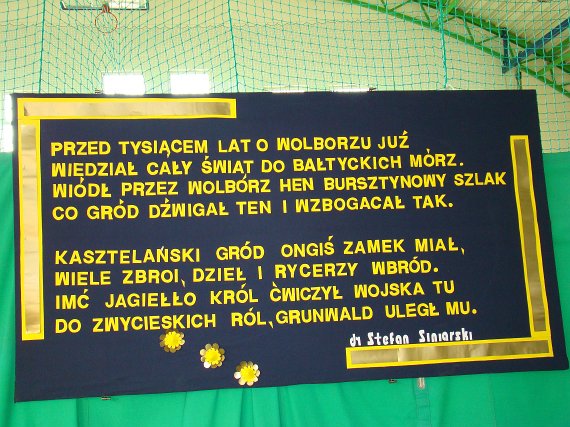 PRZED TYSIĄCEM LAT O WOLBORZU JUŹ
WIEDZIAŁ CAŁY ŚWIAT DO BAŁTYCKICH MÓRZ.
WIÓDŁ PRZEZ WOLBÓRZ HEN BURSZTYNOWY SZLAK
CO GRÓD DŹWIGAŁ TEN I WZBOGACAŁ TAK.
KASZTELAŃSKI GRÓD ONGIŚ ZAMEK MIAŁ,
WIELE ZBROI, DZIEŁ I RYCERZY WBRÓD.
IMĆ JAGIEŁŁO KRÓL ĆWICZYŁ WOJSKA TU
DO ZWYCIESKICH RÓL, GRUNWALD ULEGŁ MU.
dr Stefan Siniarski